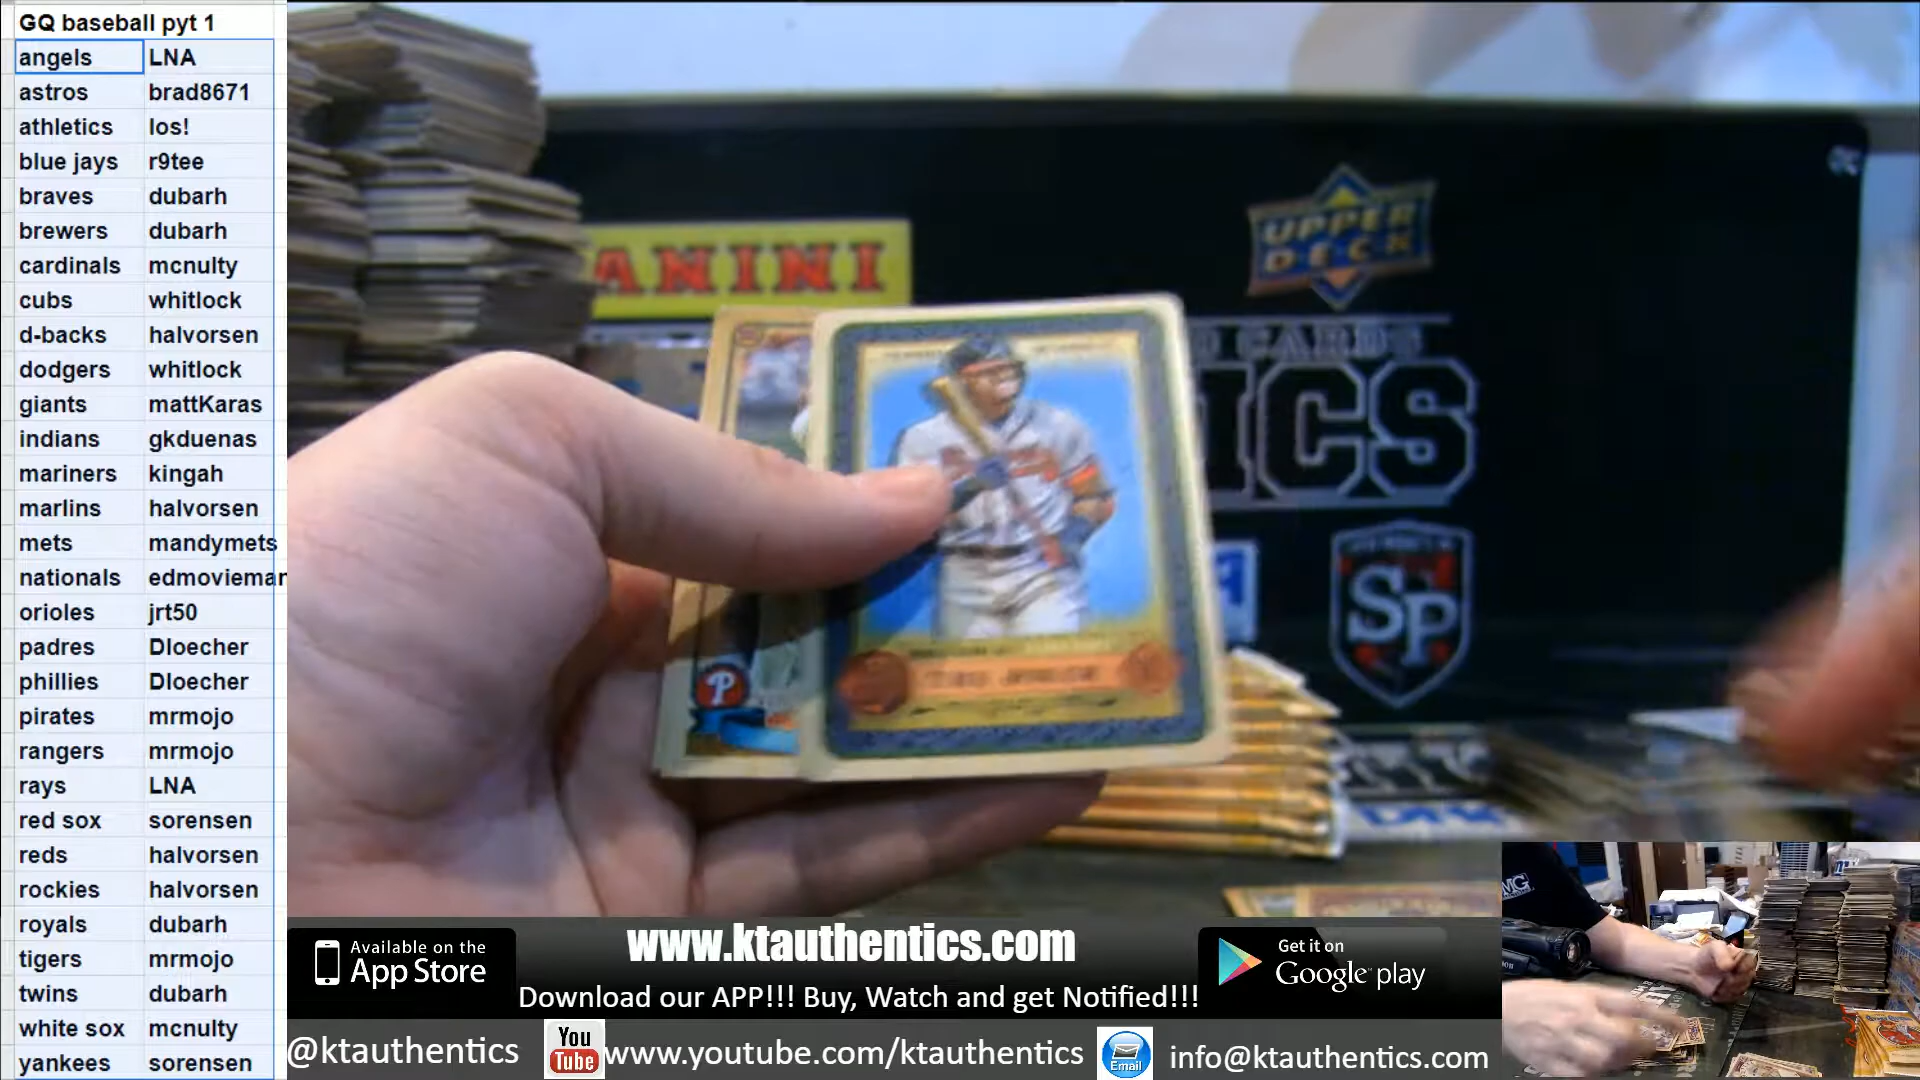 GQ baseball pyt 1
angels LNA
astros brad8671
athletics los!
blue jays r9tee
braves dubarh
brewers dubarh
cardinals mcnulty
cubs whitlock
d-backs halvorsen
dodgers whitlock
giants mattKaras
indians gkduenas
mariners kingah
marlins halvorsen
mets mandymets
nationals edmovieman
orioles jrt50
padres Dloecher
phillies Dloecher
pirates mrmojo
rangers mrmojo
rays LNA
red sox sorensen
reds halvorsen
rockies halvorsen
royals dubarh
tigers mrmojo
twins dubarh
white sox mcnulty
yankees sorensen
ANINI
UPPER
DECK
CARDS
ICS
SP
P
Available on the
App Store
www.ktauthentics.com
Get it on
Google play
Download our APP!!! Buy, Watch and get Notified!!!
@ktauthentics
You
Tube
www.youtube.com/ktauthentics
Email
info@ktauthentics.com